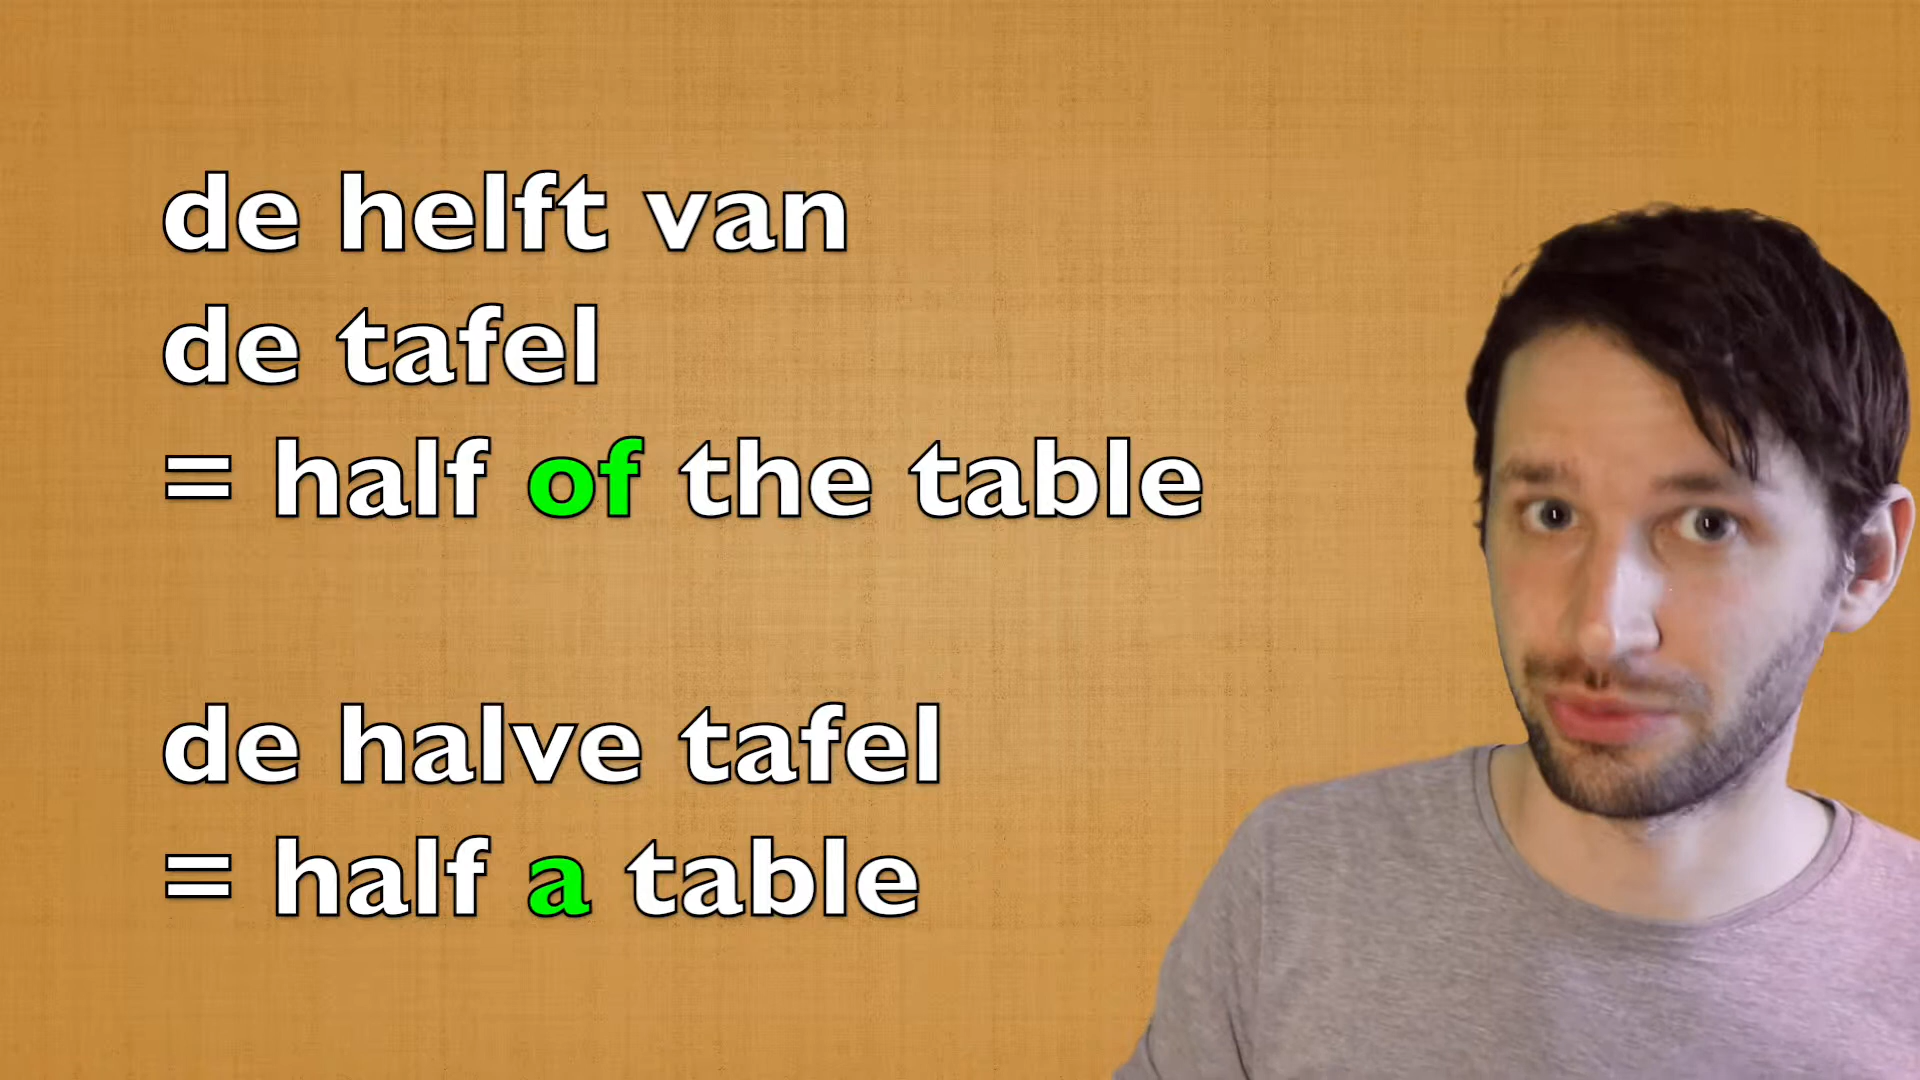 de helft van
de tafel
= half of the table
de halve tafel
= half a table